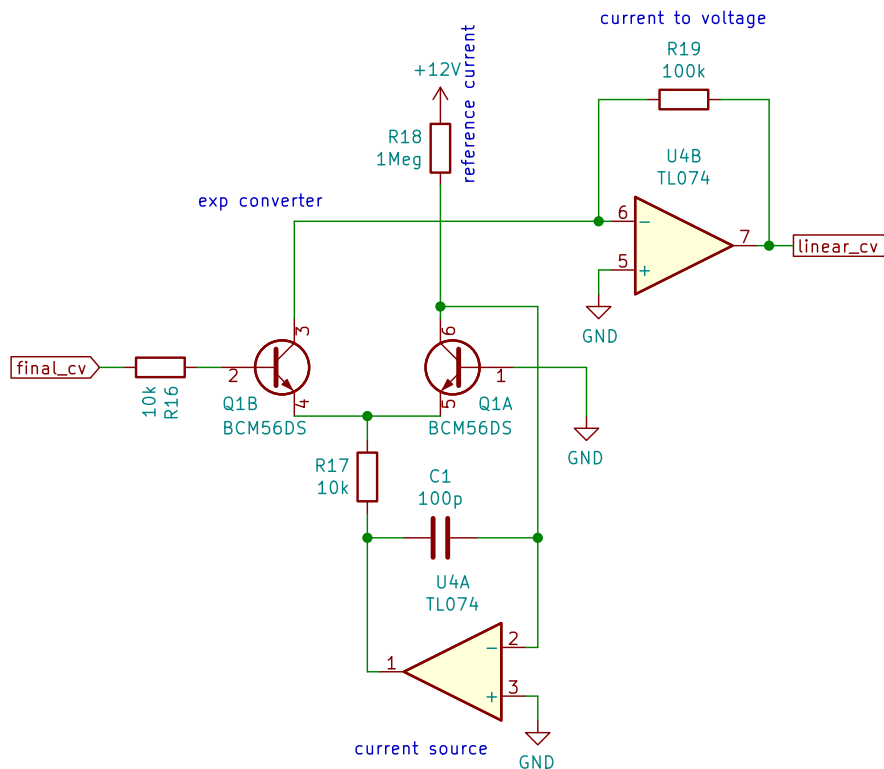 current to voltage
R19
100k
+12V
reference current
R18
1Meg
U4B
TL074
exp converter
6
-
7
linear_cv
5
+
GND
3
6
final_cv
2
1
10k
R16
4
5
Q1B
BCM56DS
Q1A
BCM56DS
GND
R17
10k
C1
100p
U4A
TL074
2
-
1
3
+
current source
GND